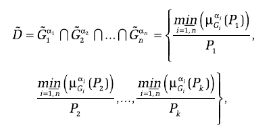 D̃ = G̃₁^α₁ ⋂ G̃₂^α₂ ⋂ ... ⋂ G̃ₙ^αₙ = { min_{i=1,n} (μ_{Gᵢ}^{αᵢ}(P₁)) / P₁ ,
min_{i=1,n} (μ_{Gᵢ}^{αᵢ}(P₂)) / P₂ , ..., min_{i=1,n} (μ_{Gᵢ}^{αᵢ}(Pₖ)) / Pₖ } ,